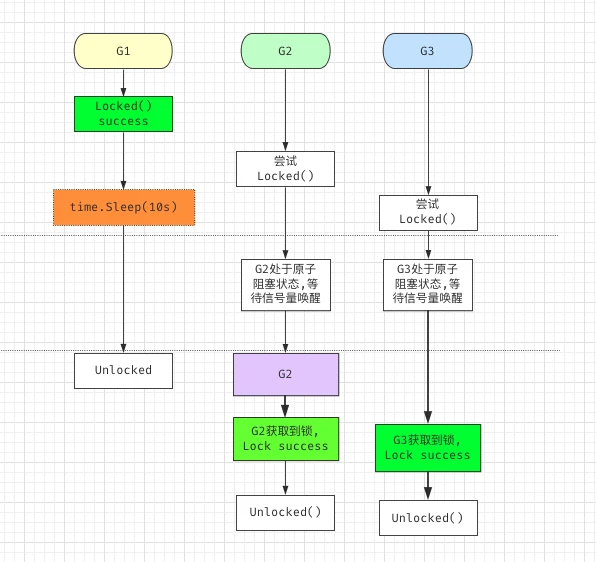 G1
G2
G3
Locked()
success
尝试
Locked()
time.Sleep(10s)
尝试
Locked()
G2处于原子
阻塞状态,等
待信号量唤醒
G3处于原子
阻塞状态,等
待信号量唤醒
Unlocked
G2
G2获取到锁,
Lock success
G3获取到锁,
Lock success
Unlocked()
Unlocked()